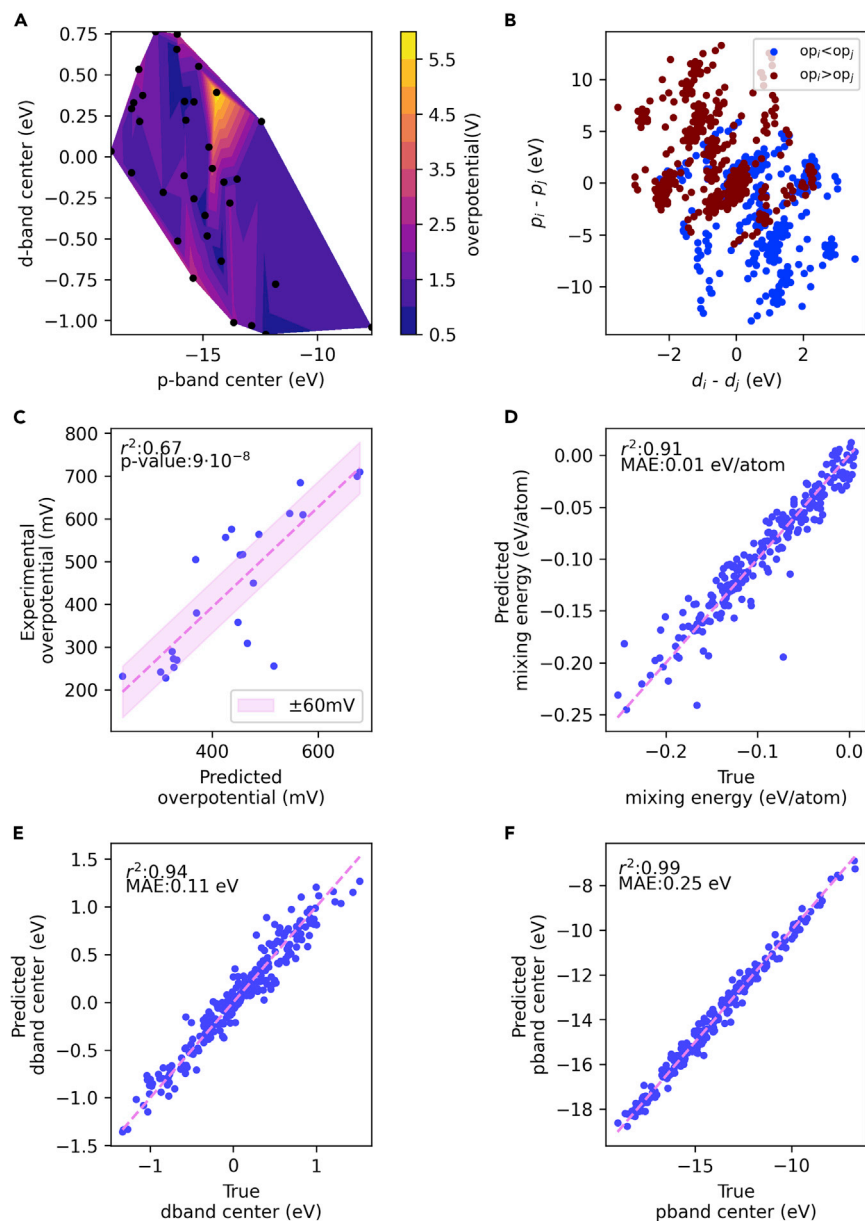 A
0.75
0.50
0.25
0.00
−0.25
−0.50
−0.75
−1.00
d-band center (eV)
−15
−10
p-band center (eV)
5.5
4.5
3.5
2.5
1.5
0.5
overpotential(V)
B
op_i<op_j
op_i>op_j
10
5
0
−5
−10
p_i - p_j (eV)
−2
0
2
d_i - d_j (eV)
C
r²:0.67
p-value:9·10⁻⁸
800
700
600
500
400
300
200
Experimental
overpotential (mV)
±60mV
400
600
Predicted
overpotential (mV)
D
r²:0.91
MAE:0.01 eV/atom
0.00
−0.05
−0.10
−0.15
−0.20
−0.25
Predicted
mixing energy (eV/atom)
−0.2
−0.1
0.0
True
mixing energy (eV/atom)
E
r²:0.94
MAE:0.11 eV
1.5
1.0
0.5
0.0
−0.5
−1.0
−1.5
Predicted
dband center (eV)
−1
0
1
True
dband center (eV)
F
r²:0.99
MAE:0.25 eV
−8
−10
−12
−14
−16
−18
Predicted
pband center (eV)
−15
−10
True
pband center (eV)